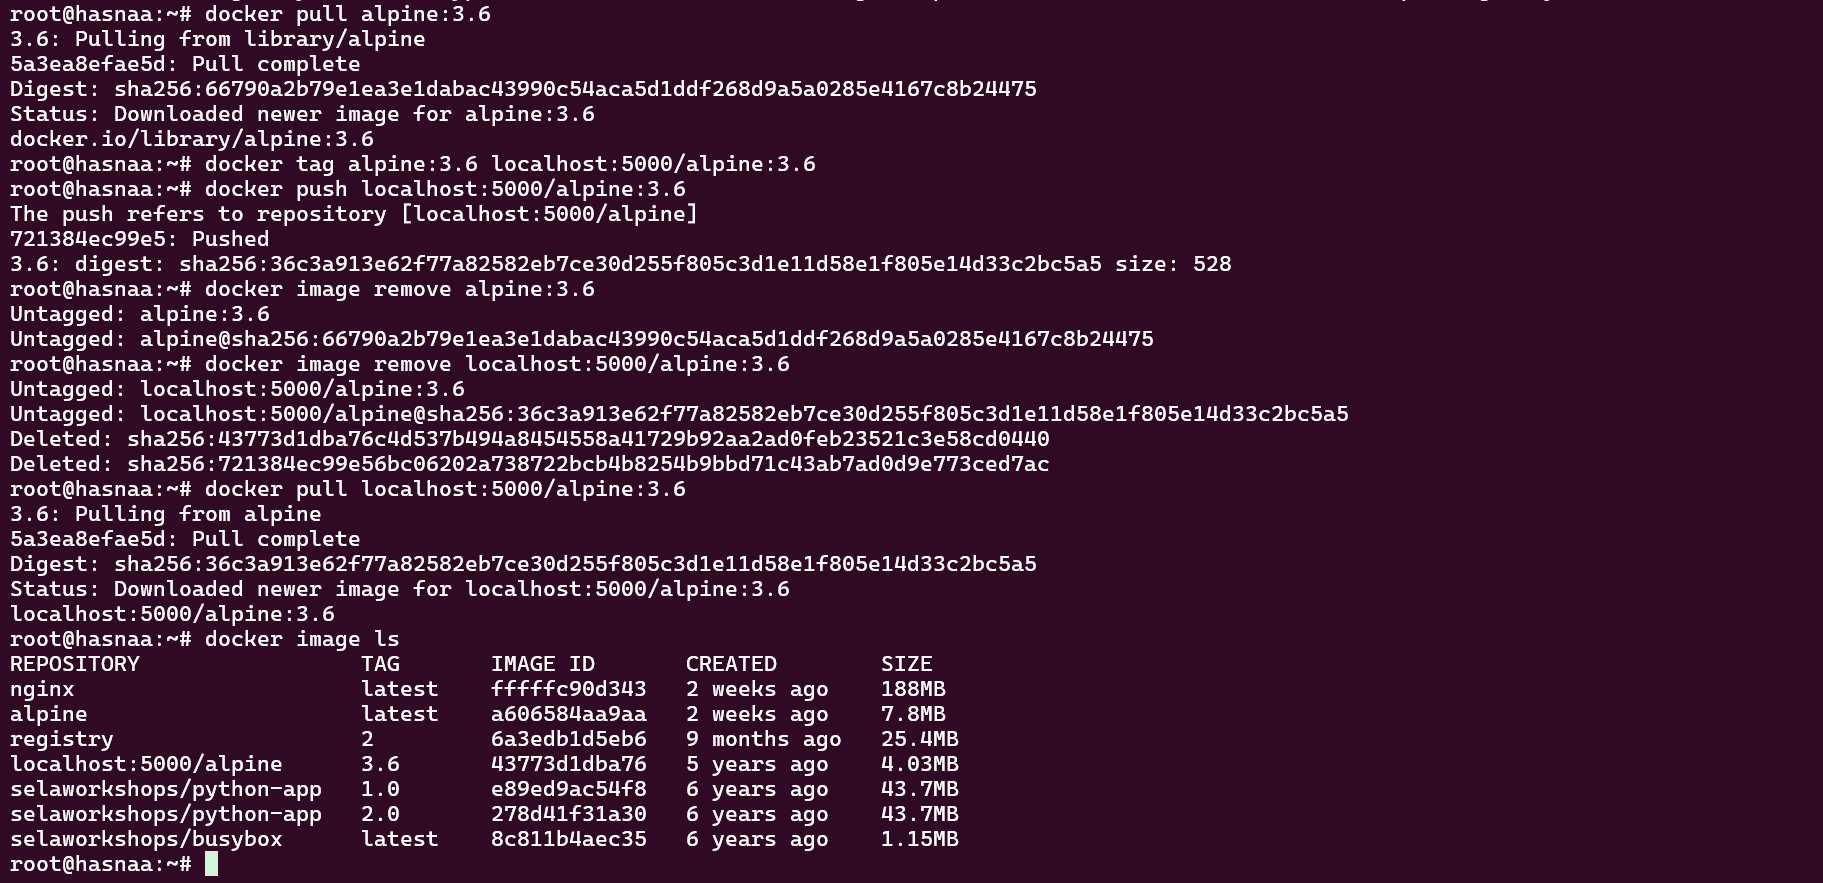 root@hasnaa:~# docker pull alpine:3.6
3.6: Pulling from library/alpine
5a3ea8efae5d: Pull complete
Digest: sha256:66790a2b79e1ea3e1dabac43990c54aca5d1ddf268d9a5a0285e4167c8b24475
Status: Downloaded newer image for alpine:3.6
docker.io/library/alpine:3.6
root@hasnaa:~# docker tag alpine:3.6 localhost:5000/alpine:3.6
root@hasnaa:~# docker push localhost:5000/alpine:3.6
The push refers to repository [localhost:5000/alpine]
721384ec99e5: Pushed
3.6: digest: sha256:36c3a913e62f77a82582eb7ce30d255f805c3d1e11d58e1f805e14d33c2bc5a5 size: 528
root@hasnaa:~# docker image remove alpine:3.6
Untagged: alpine:3.6
Untagged: alpine@sha256:66790a2b79e1ea3e1dabac43990c54aca5d1ddf268d9a5a0285e4167c8b24475
root@hasnaa:~# docker image remove localhost:5000/alpine:3.6
Untagged: localhost:5000/alpine:3.6
Untagged: localhost:5000/alpine@sha256:36c3a913e62f77a82582eb7ce30d255f805c3d1e11d58e1f805e14d33c2bc5a5
Deleted: sha256:43773d1dba76c4d537b494a8454558a41729b92aa2ad0feb23521c3e58cd0440
Deleted: sha256:721384ec99e56bc06202a738722bcb4b8254b9bbd71c43ab7ad0d9e773ced7ac
root@hasnaa:~# docker pull localhost:5000/alpine:3.6
3.6: Pulling from alpine
5a3ea8efae5d: Pull complete
Digest: sha256:36c3a913e62f77a82582eb7ce30d255f805c3d1e11d58e1f805e14d33c2bc5a5
Status: Downloaded newer image for localhost:5000/alpine:3.6
localhost:5000/alpine:3.6
root@hasnaa:~# docker image ls
REPOSITORY                 TAG       IMAGE ID       CREATED        SIZE
nginx                      latest    fffffc90d343   2 weeks ago    188MB
alpine                     latest    a606584aa9aa   2 weeks ago    7.8MB
registry                   2         6a3edb1d5eb6   9 months ago   25.4MB
localhost:5000/alpine      3.6       43773d1dba76   5 years ago    4.03MB
selaworkshops/python-app   1.0       e89ed9ac54f8   6 years ago    43.7MB
selaworkshops/python-app   2.0       278d41f31a30   6 years ago    43.7MB
selaworkshops/busybox      latest    8c811b4aec35   6 years ago    1.15MB
root@hasnaa:~#